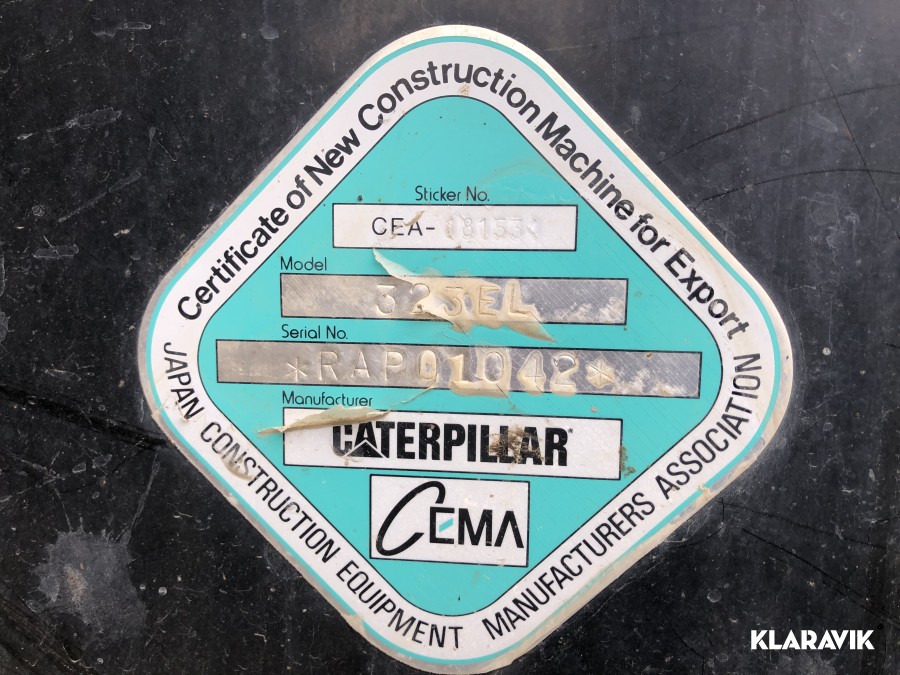 Certificate of New Construction Machine for Export
Sticker No.
CEA-
Model
323EL
Serial No.
*RAP01042*
Manufacturer
CATERPILLAR
CEMA
JAPAN CONSTRUCTION EQUIPMENT MANUFACTURERS ASSOCIATION
KLARAVIK